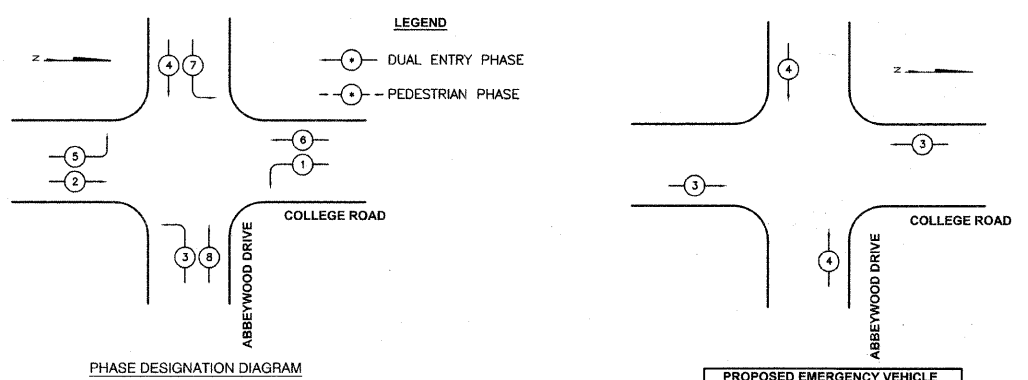 LEGEND
* DUAL ENTRY PHASE
* PEDESTRIAN PHASE
N
4 7
5
2
6
1
3 8
COLLEGE ROAD
ABBEYWOOD DRIVE
PHASE DESIGNATION DIAGRAM
N
4
3
3
4
COLLEGE ROAD
ABBEYWOOD DRIVE
PROPOSED EMERGENCY VEHICLE